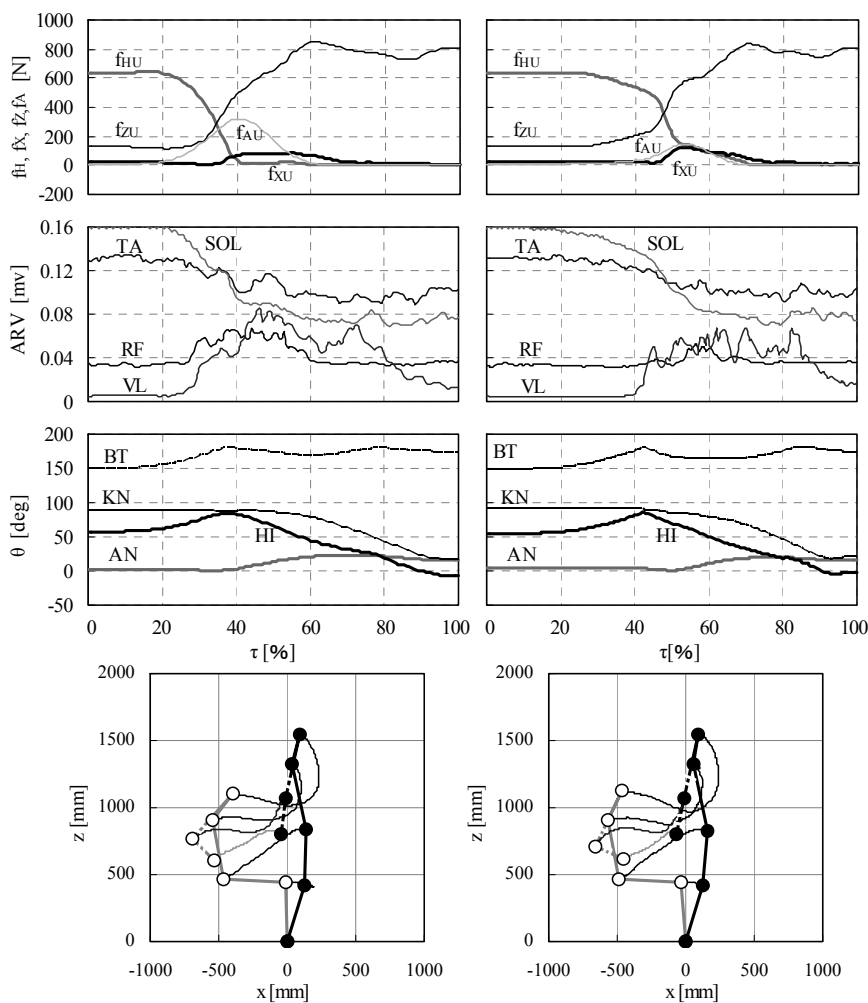 1000
800
600
400
200
0
-200
fH, fX, fZ,fA [N]
fHU
fZU
fAU
fXU
fHU
fZU
fAU
fXU
0.16
0.12
0.08
0.04
0
ARV [mv]
TA
SOL
RF
VL
TA
SOL
RF
VL
200
150
100
50
0
-50
θ [deg]
BT
KN
HI
AN
BT
KN
HI
AN
0 20 40 60 80 100
τ [%]
0 20 40 60 80 100
τ[%]
2000
1500
1000
500
0
z [mm]
-1000 -500 0 500 1000
x [mm]
2000
1500
1000
500
0
z [mm]
-1000 -500 0 500 1000
x [mm]